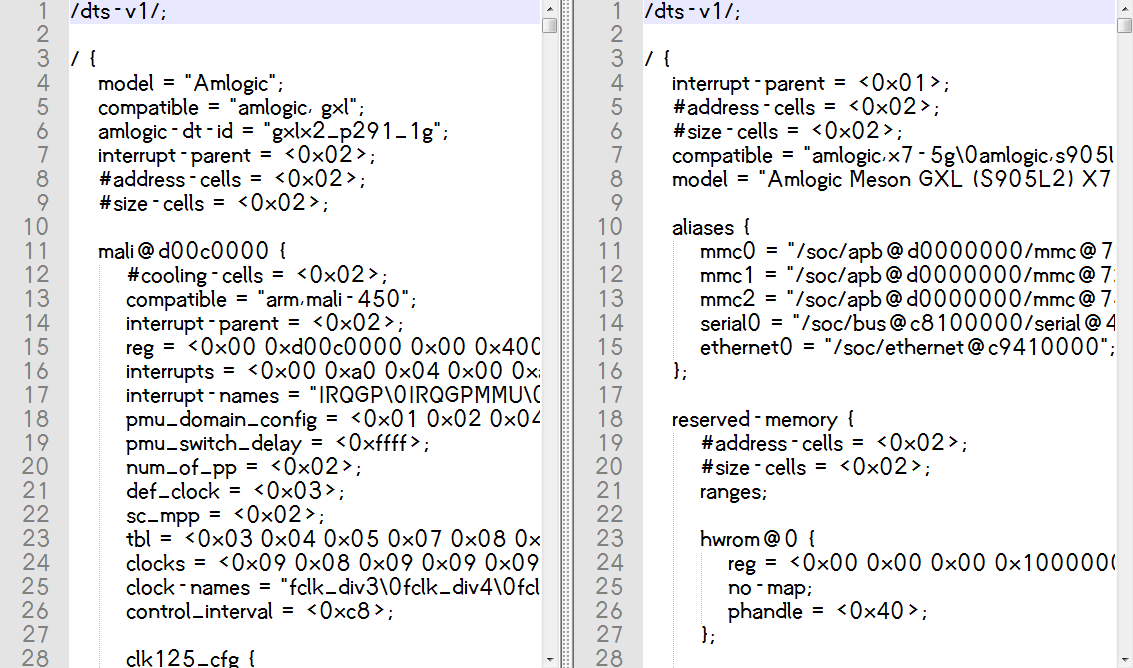 1 /dts-v1/;
2
3 / {
4 model = "Amlogic";
5 compatible = "amlogic, gxl";
6 amlogic-dt-id = "gxlx2_p291_1g";
7 interrupt-parent = <0x02>;
8 #address-cells = <0x02>;
9 #size-cells = <0x02>;
10
11 mali@d00c0000 {
12 #cooling-cells = <0x02>;
13 compatible = "arm,mali-450";
14 interrupt-parent = <0x02>;
15 reg = <0x00 0xd00c0000 0x00 0x400
16 interrupts = <0x00 0xa0 0x04 0x00 0xa
17 interrupt-names = "IRQGP\0IRQGPMMU\0
18 pmu_domain_config = <0x01 0x02 0x04
19 pmu_switch_delay = <0xffff>;
20 num_of_pp = <0x02>;
21 def_clock = <0x03>;
22 sc_mpp = <0x02>;
23 tbl = <0x03 0x04 0x05 0x07 0x08 0x
24 clocks = <0x09 0x08 0x09 0x09 0x09
25 clock-names = "fclk_div3\0fclk_div4\0fcl
26 control_interval = <0xc8>;
27
28 clk125_cfg {
1 /dts-v1/;
2
3 / {
4 interrupt-parent = <0x01>;
5 #address-cells = <0x02>;
6 #size-cells = <0x02>;
7 compatible = "amlogic,x7-5g\0amlogic,s905l
8 model = "Amlogic Meson GXL (S905L2) X7
9
10 aliases {
11 mmc0 = "/soc/apb@d0000000/mmc@7
12 mmc1 = "/soc/apb@d0000000/mmc@7
13 mmc2 = "/soc/apb@d0000000/mmc@7
14 serial0 = "/soc/bus@c8100000/serial@4
15 ethernet0 = "/soc/ethernet@c9410000";
16 };
17
18 reserved-memory {
19 #address-cells = <0x02>;
20 #size-cells = <0x02>;
21 ranges;
22
23 hwrom@0 {
24 reg = <0x00 0x00 0x00 0x1000000
25 no-map;
26 phandle = <0x40>;
27 };
28